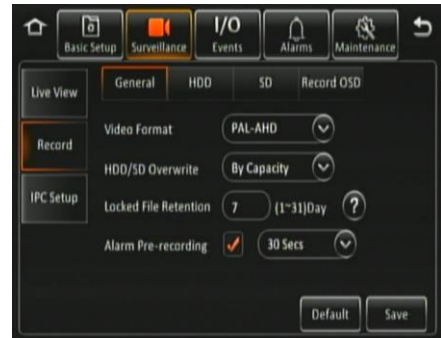 I/O
Basic Setup Surveillance Events Alarms Maintenance
General HDD SD Record OSD
Live View
Record
IPC Setup
Video Format PAL-AHD
HDD/SD Overwrite By Capacity
Locked File Retention 7 (1~31)Day ?
Alarm Pre-recording 30 Secs
Default Save